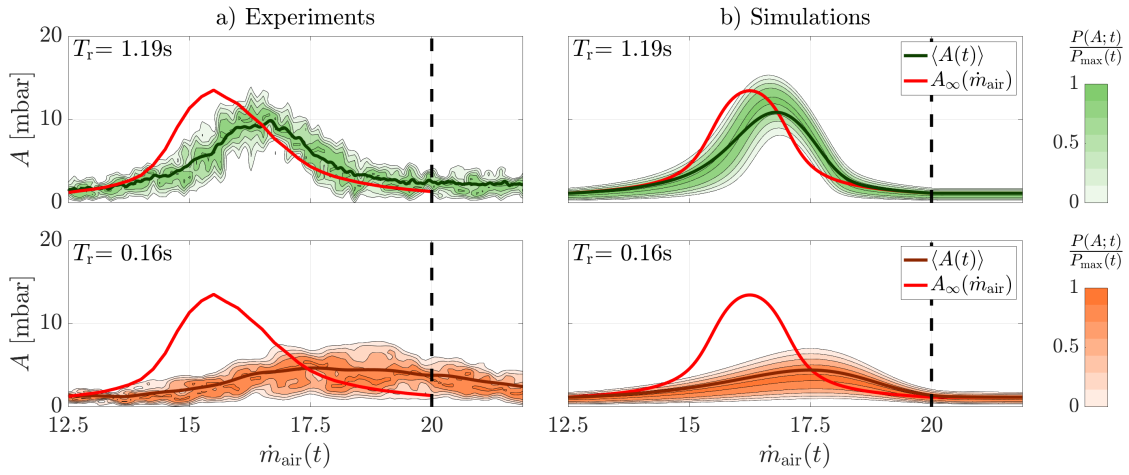 a) Experiments
b) Simulations
20
10
0
A [mbar]
T_r = 1.19s
T_r = 1.19s
⟨A(t)⟩
A_∞(ṁ_air)
P(A; t)
P_max(t)
1
0.5
0
20
10
0
A [mbar]
T_r = 0.16s
T_r = 0.16s
⟨A(t)⟩
A_∞(ṁ_air)
P(A; t)
P_max(t)
1
0.5
0
12.5 15 17.5 20
12.5 15 17.5 20
ṁ_air(t)
ṁ_air(t)